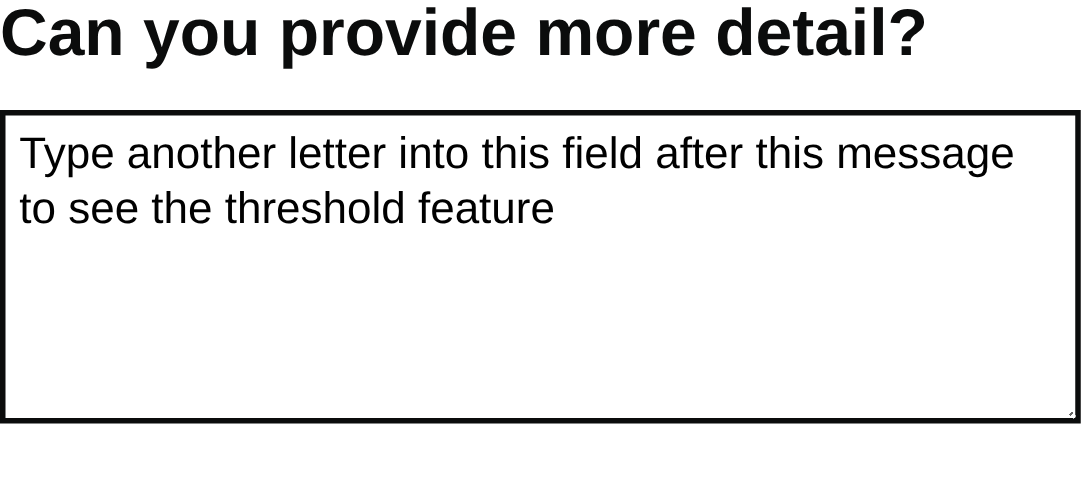 Can you provide more detail?
Type another letter into this field after this message
to see the threshold feature